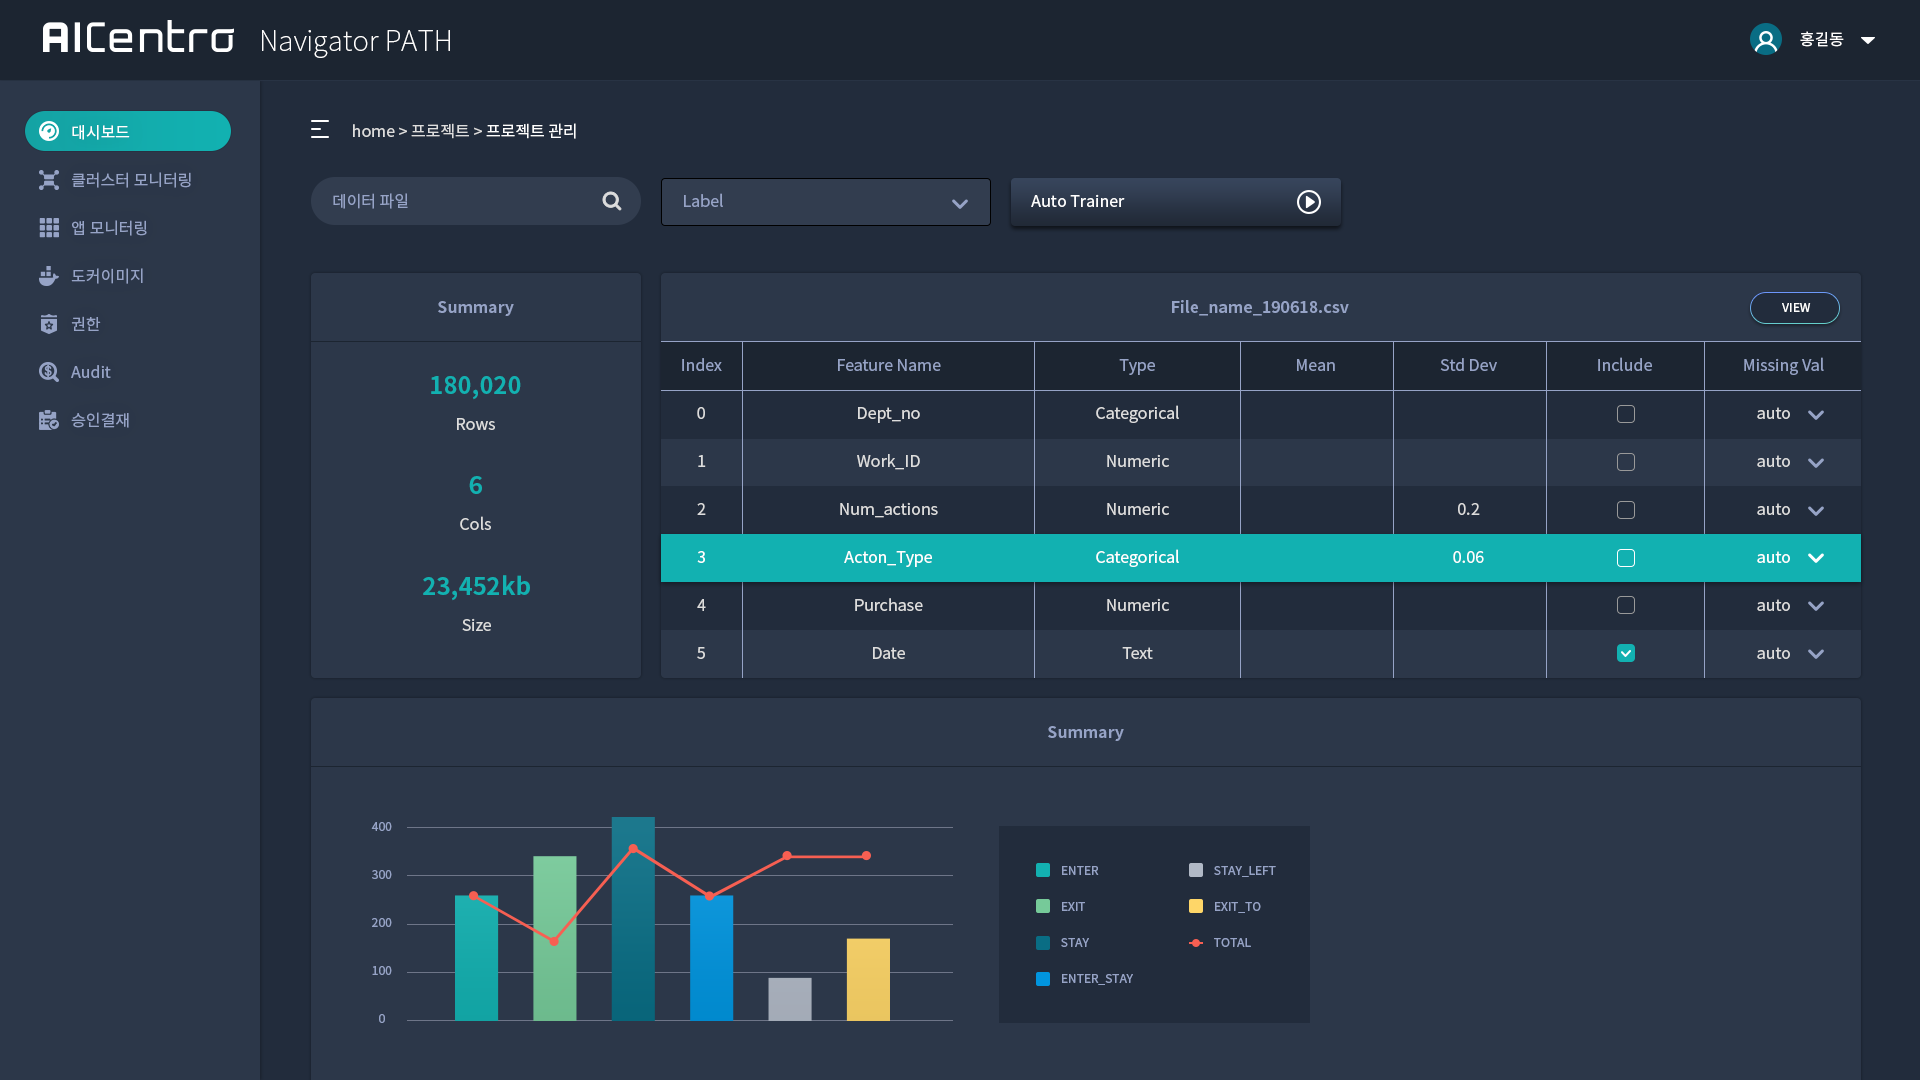 AICentro Navigator PATH
홍길동
대시보드
클러스터 모니터링
앱 모니터링
도커이미지
권한
Audit
승인결재
home > 프로젝트 > 프로젝트 관리
데이터 파일
Label
Auto Trainer
Summary
180,020
Rows
6
Cols
23,452kb
Size
File_name_190618.csv
VIEW
Index Feature Name Type Mean Std Dev Include Missing Val
0 Dept_no Categorical auto
1 Work_ID Numeric auto
2 Num_actions Numeric 0.2 auto
3 Acton_Type Categorical 0.06 auto
4 Purchase Numeric auto
5 Date Text auto
Summary
400
300
200
100
0
ENTER STAY_LEFT
EXIT EXIT_TO
STAY TOTAL
ENTER_STAY